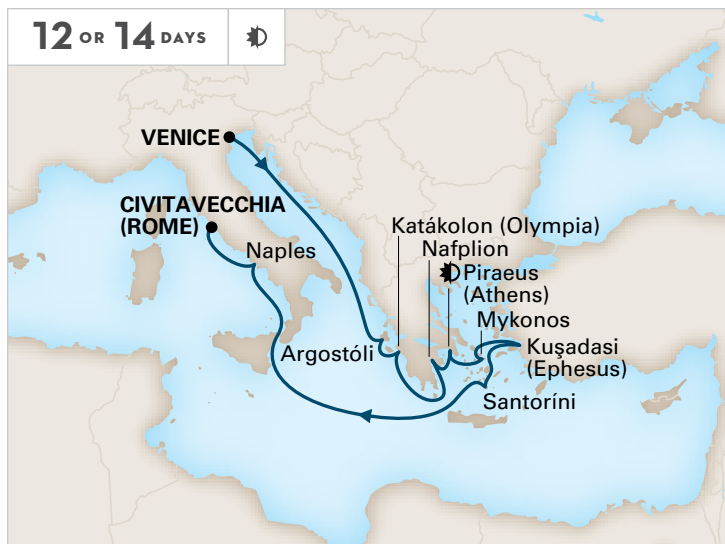 12 OR 14 DAYS
VENICE
CIVITAVECCHIA
(ROME)
Naples
Argostóli
Katákolon (Olympia)
Nafplion
Piraeus
(Athens)
Mykonos
Kuşadasi
(Ephesus)
Santoríni